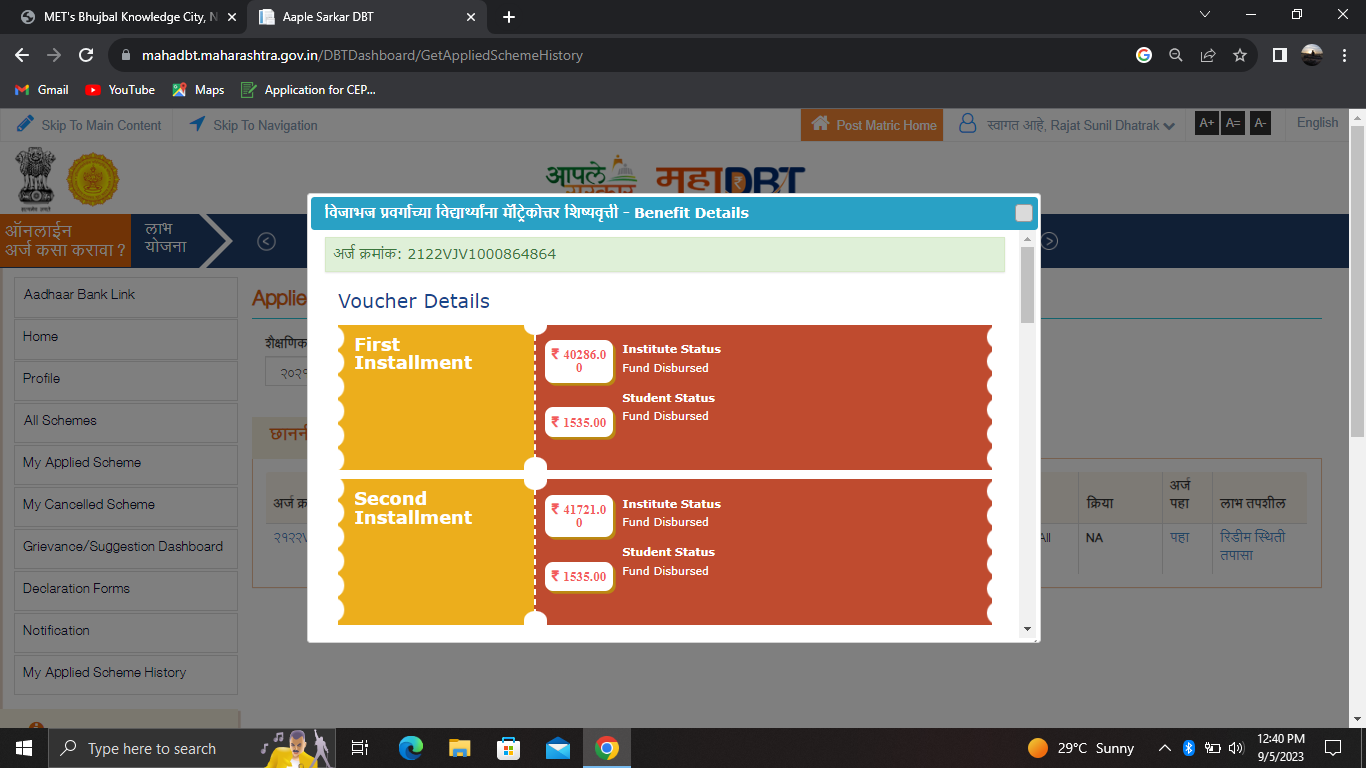 MET's Bhujbal Knowledge City, N
Aaple Sarkar DBT
mahadbt.maharashtra.gov.in/DBTDashboard/GetAppliedSchemeHistory
Gmail
YouTube
Maps
Application for CEP...
Skip To Main Content
Skip To Navigation
Post Matric Home
स्वागत आहे, Rajat Sunil Dhatrak
A+
A=
A-
English
आपले
सरकार
महाDBT
ऑनलाईन
अर्ज कसा करावा ?
लाभ
योजना
विजाभज प्रवर्गाच्या विद्यार्थ्यांना मॅट्रिकोत्तर शिष्यवृत्ती - Benefit Details
अर्ज क्रमांक: 2122VJV1000864864
Voucher Details
First
Installment
₹ 40286.0
0
Institute Status
Fund Disbursed
₹ 1535.00
Student Status
Fund Disbursed
Second
Installment
₹ 41721.0
0
Institute Status
Fund Disbursed
₹ 1535.00
Student Status
Fund Disbursed
Aadhaar Bank Link
Home
Profile
All Schemes
My Applied Scheme
My Cancelled Scheme
Grievance/Suggestion Dashboard
Declaration Forms
Notification
My Applied Scheme History
Applie
शैक्षणिक
२०२१
छाननी
अर्ज क्र
क्रिया
अर्ज
पहा
लाभ तपशील
२१२२V
All
NA
पहा
रिडीम स्थिती
तपासा
Type here to search
29°C Sunny
12:40 PM
9/5/2023